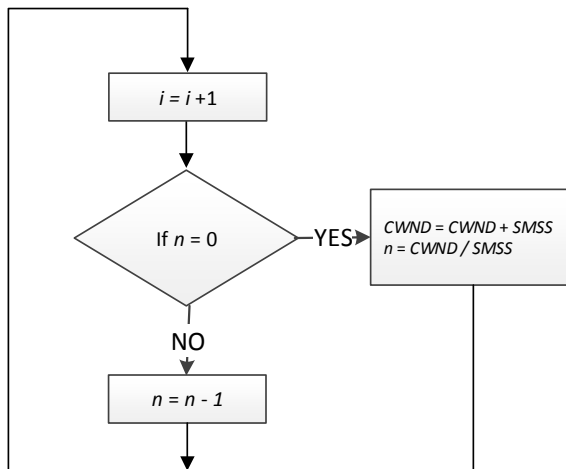 i = i +1
If n = 0
YES
CWND = CWND + SMSS
n = CWND / SMSS
NO
n = n - 1